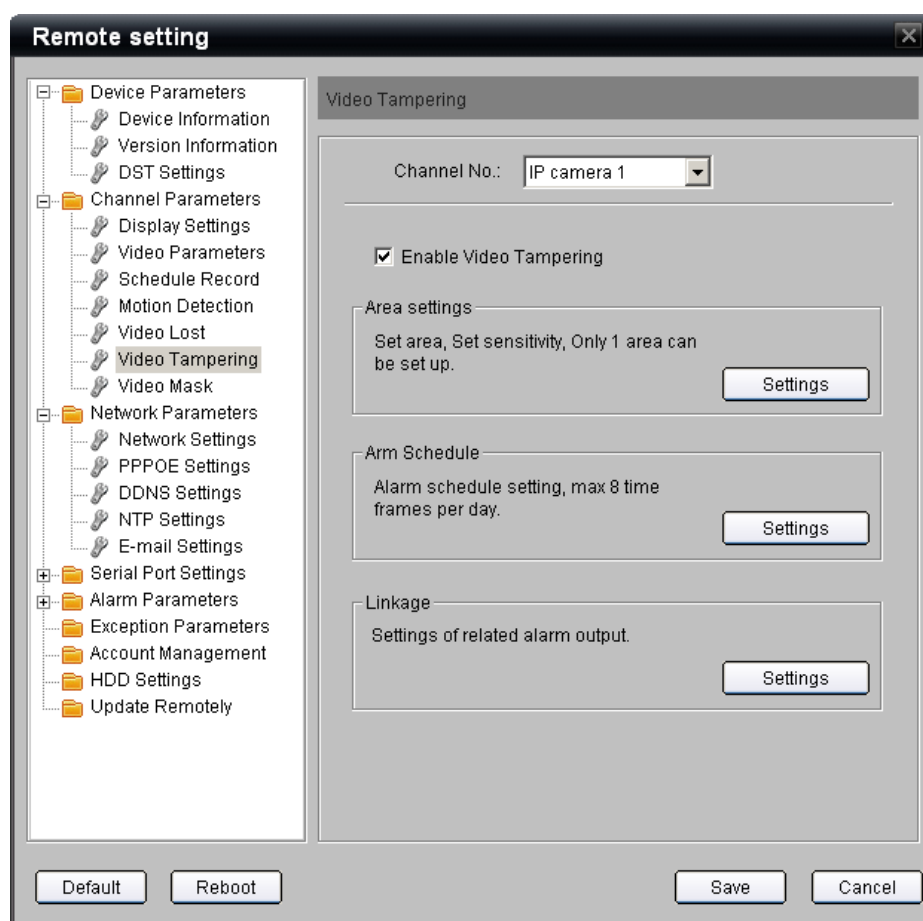 Remote setting
Device Parameters
Device Information
Version Information
DST Settings
Channel Parameters
Display Settings
Video Parameters
Schedule Record
Motion Detection
Video Lost
Video Tampering
Video Mask
Network Parameters
Network Settings
PPPOE Settings
DDNS Settings
NTP Settings
E-mail Settings
Serial Port Settings
Alarm Parameters
Exception Parameters
Account Management
HDD Settings
Update Remotely
Video Tampering
Channel No.: IP camera 1
Enable Video Tampering
Area settings
Set area, Set sensitivity, Only 1 area can
be set up.
Settings
Arm Schedule
Alarm schedule setting, max 8 time
frames per day.
Settings
Linkage
Settings of related alarm output.
Settings
Default Reboot Save Cancel